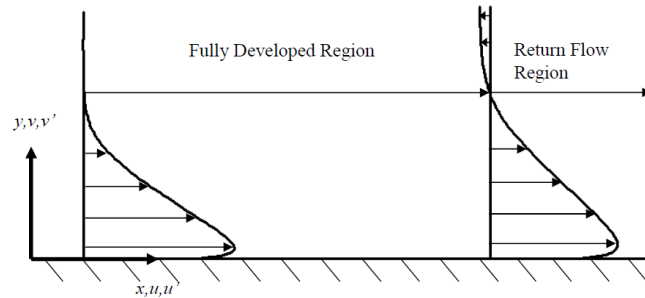 Fully Developed Region
Return Flow
Region
y,v,v'
x,u,u'